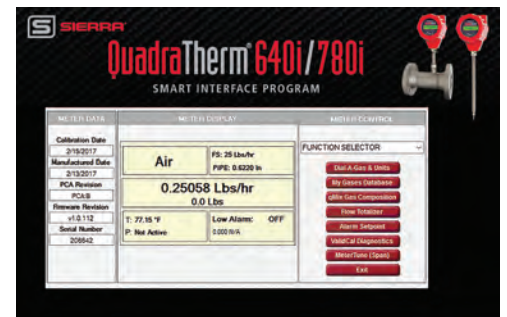 SIERRA
QuadraTherm® 640i/780i
SMART INTERFACE PROGRAM
METER DATA
METER DISPLAY
METER CONTROL
Calibration Date
2/19/2017
Manufactured Date
2/13/2017
PCA Revision
PCA:B
Firmware Revision
v1.0.112
Serial Number
208842
Air
FS: 25 Lbs/hr
PIPE: 0.6220 in
0.25058 Lbs/hr
0.0 Lbs
T: 77.15 °F
P: Not Active
Low Alarm: OFF
0.000 N/A
FUNCTION SELECTOR
Dial-A-Gas & Units
My Gases Database
qMix Gas Composition
Flow Totalizer
Alarm Setpoint
ValidCal Diagnostics
MeterTune (Span)
Exit